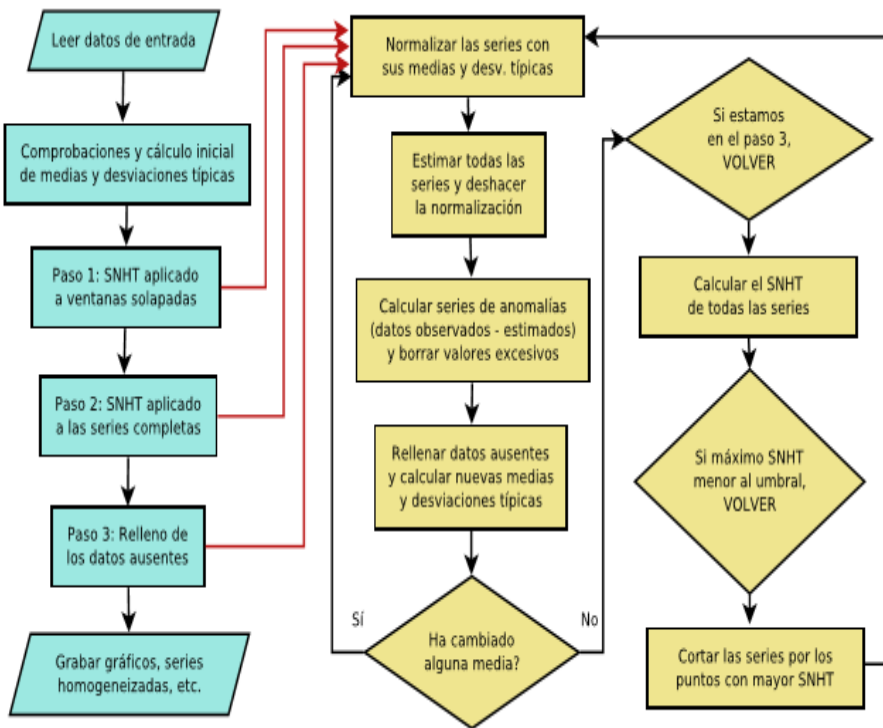 Leer datos de entrada
Comprobaciones y cálculo inicial
de medias y desviaciones típicas
Paso 1: SNHT aplicado
a ventanas solapadas
Paso 2: SNHT aplicado
a las series completas
Paso 3: Relleno de
los datos ausentes
Grabar gráficos, series
homogeneizadas, etc.
Normalizar las series con
sus medias y desv. típicas
Estimar todas las
series y deshacer
la normalización
Calcular series de anomalías
(datos observados - estimados)
y borrar valores excesivos
Rellenar datos ausentes
y calcular nuevas medias
y desviaciones típicas
Sí
Ha cambiado
alguna media?
No
Si estamos
en el paso 3,
VOLVER
Calcular el SNHT
de todas las series
Si máximo SNHT
menor al umbral,
VOLVER
Cortar las series por los
puntos con mayor SNHT